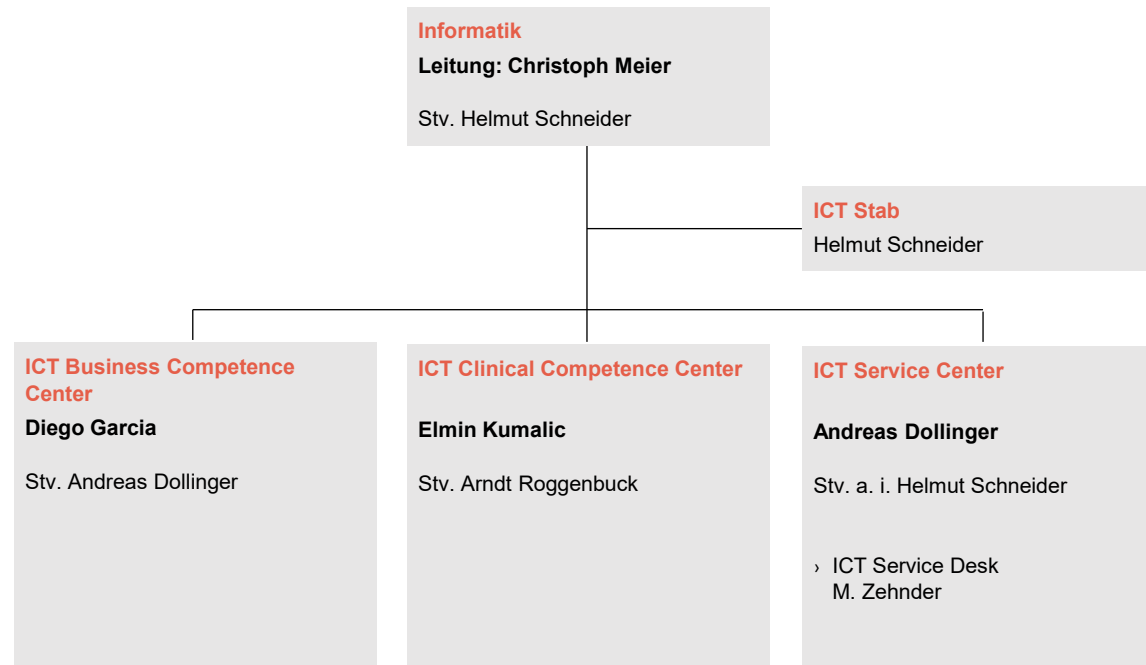 Informatik
Leitung: Christoph Meier
Stv. Helmut Schneider
ICT Stab
Helmut Schneider
ICT Business Competence
Center
Diego Garcia
Stv. Andreas Dollinger
ICT Clinical Competence Center
Elmin Kumalic
Stv. Arndt Roggenbuck
ICT Service Center
Andreas Dollinger
Stv. a. i. Helmut Schneider
› ICT Service Desk
M. Zehnder